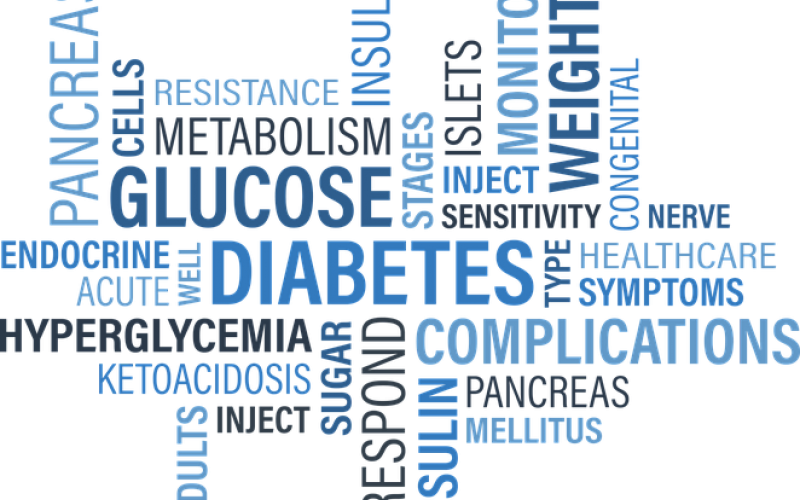 PANCREAS
CELLS
RESISTANCE
INSUL
METABOLISM
GLUCOSE
STAGES
ISLETS
MONITO
WEIGHT
CONGENITAL
INJECT
SENSITIVITY
NERVE
ENDOCRINE
ACUTE
WELL
DIABETES
TYPE
HEALTHCARE
SYMPTOMS
HYPERGLYCEMIA
KETOACIDOSIS
SUGAR
RESPOND
COMPLICATIONS
PANCREAS
MELLITUS
INJECT
DULTS
SULIN